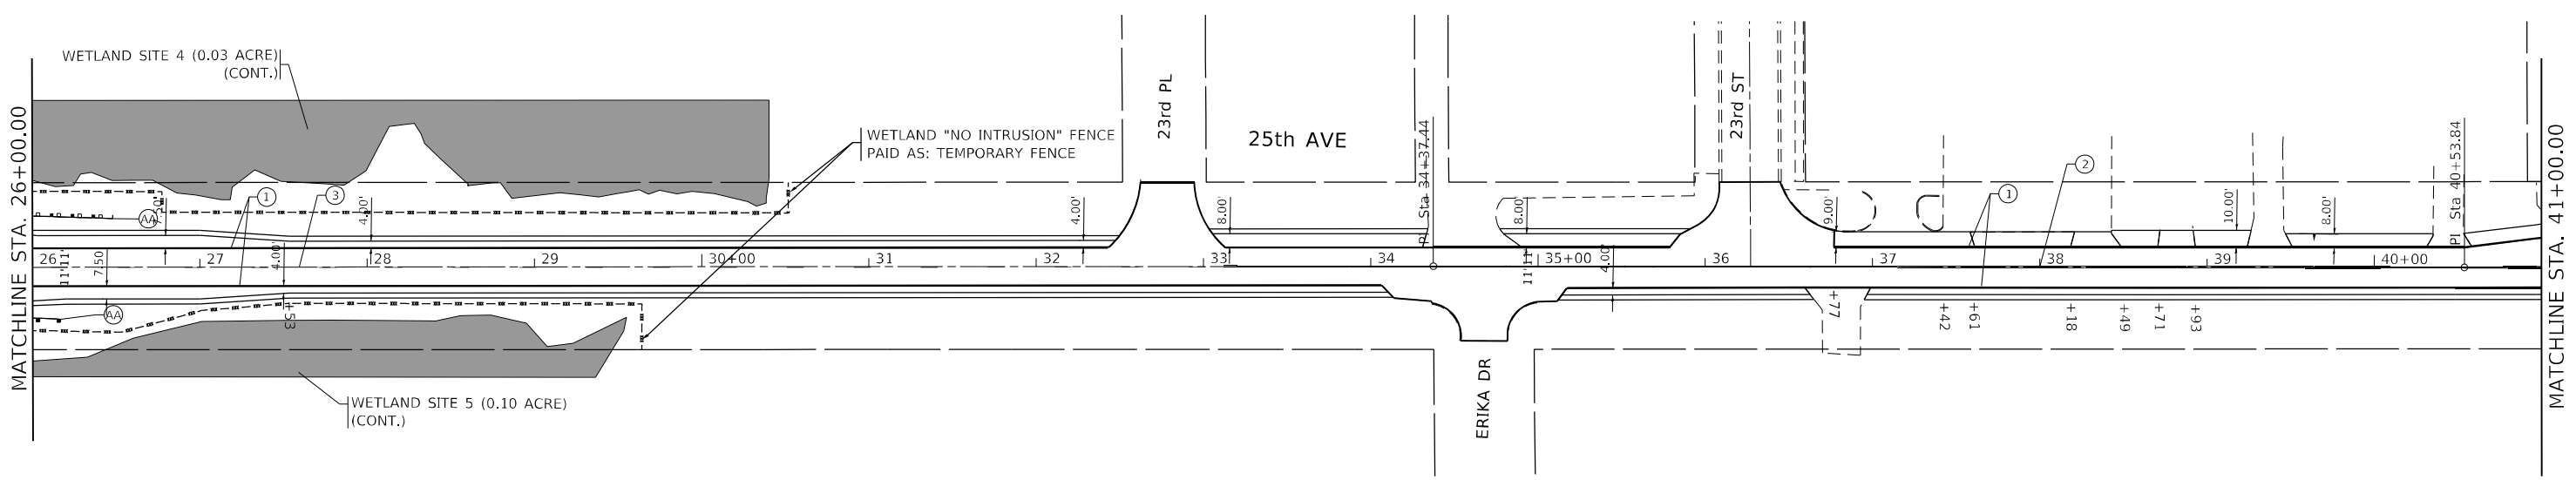 WETLAND SITE 4 (0.03 ACRE)
(CONT.)
MATCHLINE STA. 26+00.00
WETLAND "NO INTRUSION" FENCE
PAID AS: TEMPORARY FENCE
23rd PL
25th AVE
23rd ST
PI Sta 34+37.44
PI Sta 40+53.84
MATCHLINE STA. 41+00.00
2
1
3
1
AA
7.50'
4.00'
4.00'
8.00'
8.00'
9.00'
10.00'
8.00'
26
27
28
29
30+00
31
32
33
34
35+00
36
37
38
39
40+00
11'11'
7.50
4.00'
11'11'
4.00'
AA
+53
+77
+42
+61
+18
+49
+71
+93
ERIKA DR
WETLAND SITE 5 (0.10 ACRE)
(CONT.)